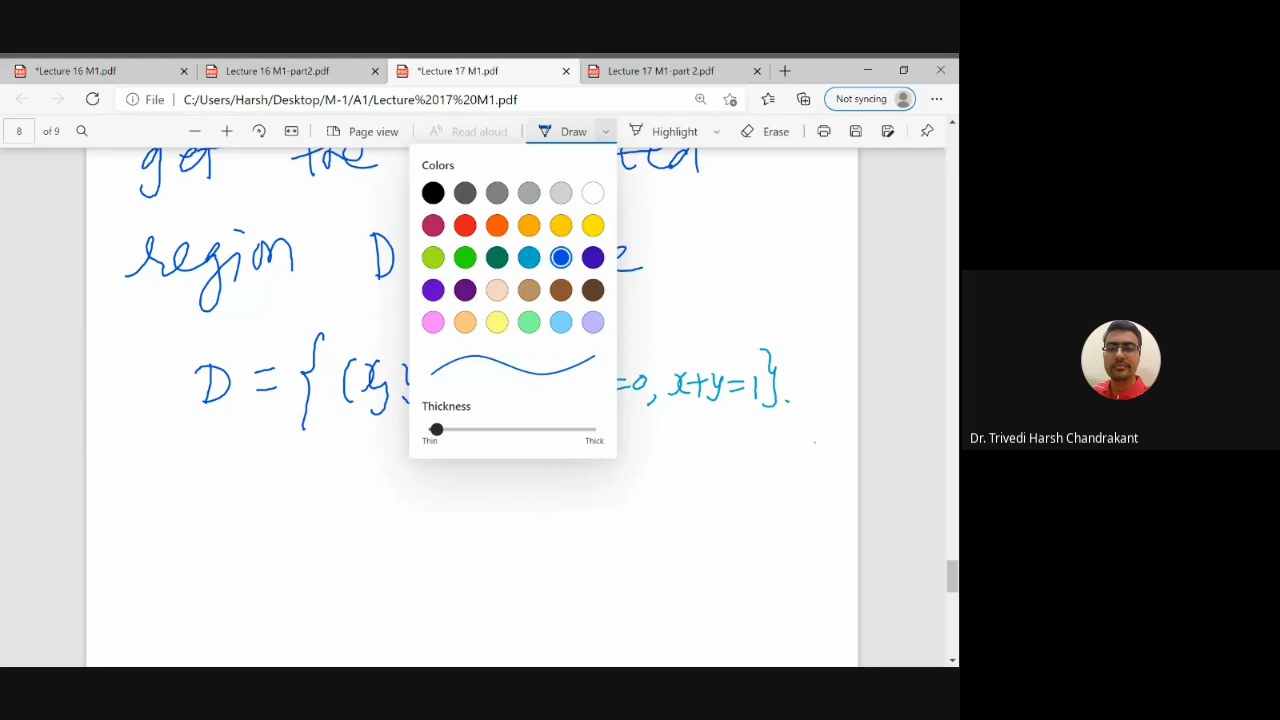 *Lecture 16 M1.pdf
Lecture 16 M1-part2.pdf
*Lecture 17 M1.pdf
Lecture 17 M1-part 2.pdf
File
C:/Users/Harsh/Desktop/M-1/A1/Lecture%2017%20M1.pdf
Not syncing
8 of 9
Page view
Read aloud
Draw
Highlight
Erase
get the
Colors
region D
D = { (x,y =0, x+y=1}.
Thickness
Thin Thick
Dr. Trivedi Harsh Chandrakant